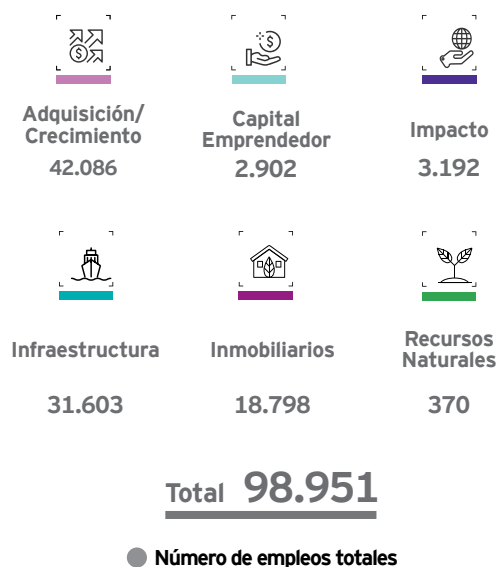 Adquisición/
Crecimiento
42.086
Capital
Emprendedor
2.902
Impacto
3.192
Infraestructura
31.603
Inmobiliarios
18.798
Recursos
Naturales
370
Total 98.951
Número de empleos totales